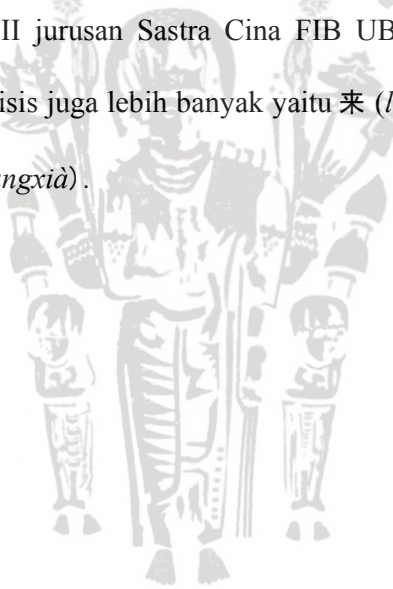 II jurusan Sastra Cina FIB UB
isis juga lebih banyak yaitu 来 (l
ngxià).